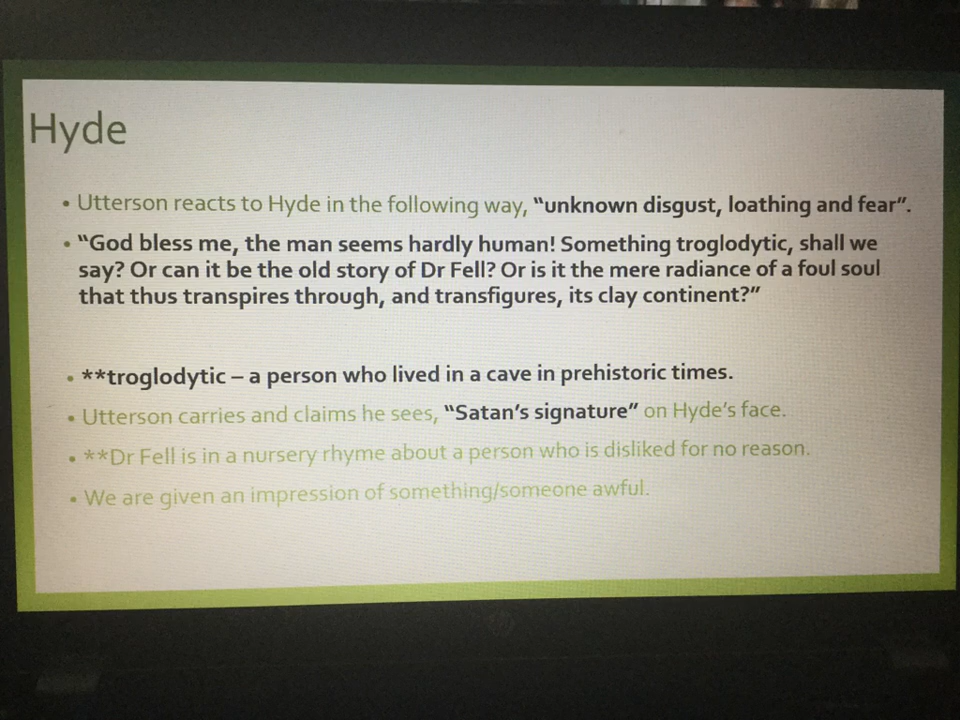 Hyde
• Utterson reacts to Hyde in the following way, “unknown disgust, loathing and fear”.
• “God bless me, the man seems hardly human! Something troglodytic, shall we
say? Or can it be the old story of Dr Fell? Or is it the mere radiance of a foul soul
that thus transpires through, and transfigures, its clay continent?”
• **troglodytic – a person who lived in a cave in prehistoric times.
• Utterson carries and claims he sees, “Satan’s signature” on Hyde’s face.
• **Dr Fell is in a nursery rhyme about a person who is disliked for no reason.
• We are given an impression of something/someone awful.